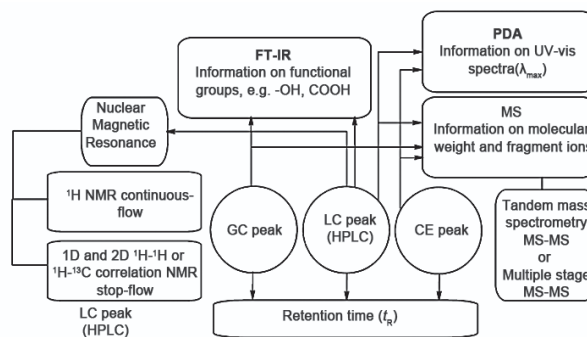 PDA
Information on UV-vis
spectra(λmax)
FT-IR
Information on functional
groups, e.g. -OH, COOH
Nuclear
Magnetic
Resonance
MS
Information on molecular
weight and fragment ions
¹H NMR continuous-
flow
GC peak
LC peak
(HPLC)
CE peak
Tandem mass
spectrometry
MS-MS
or
Multiple stage
MS-MS
1D and 2D ¹H-¹H or
¹H-¹³C correlation NMR
stop-flow
LC peak
(HPLC)
Retention time (tR)